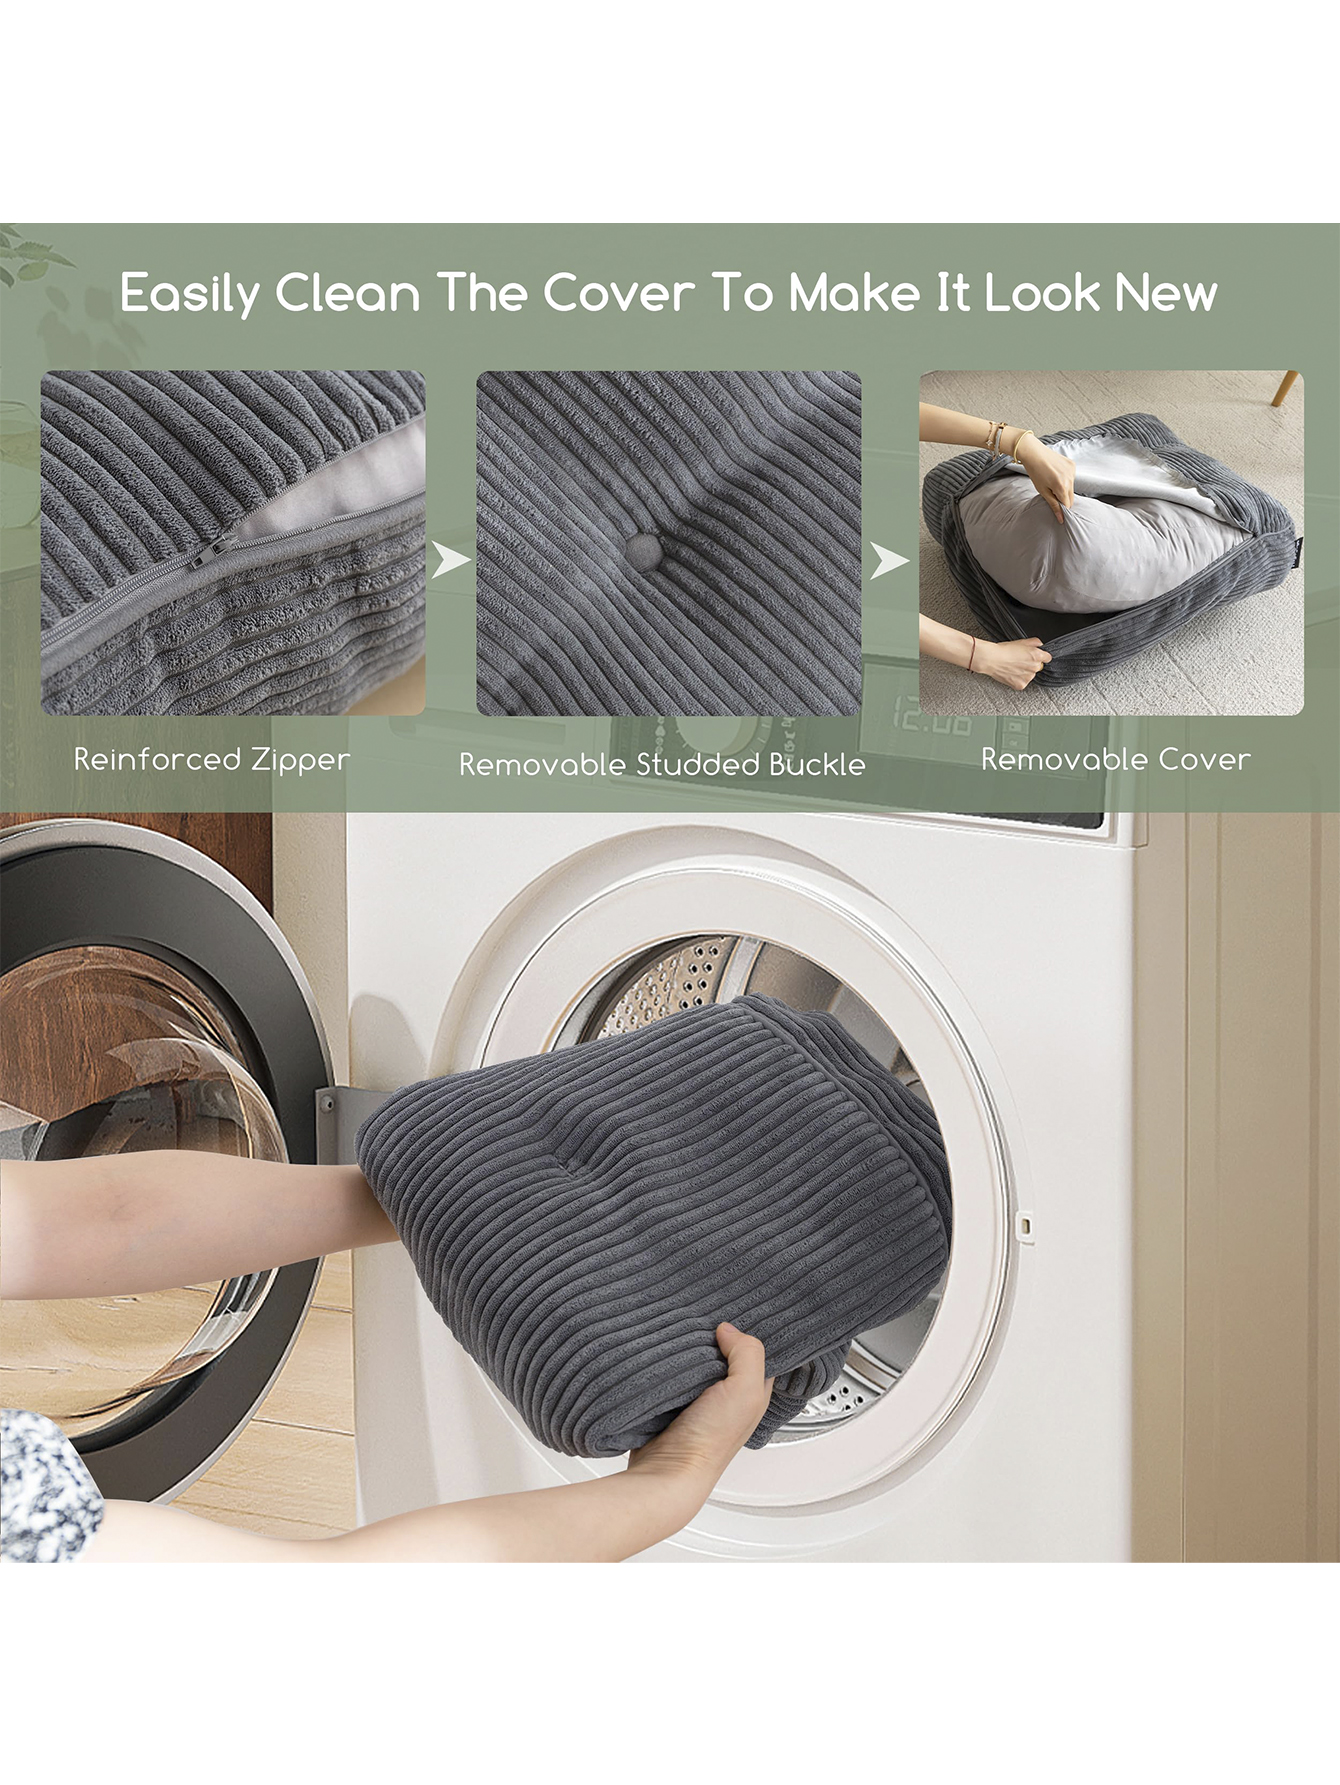 Easily Clean The Cover To Make It Look New
Reinforced Zipper
Removable Studded Buckle
Removable Cover